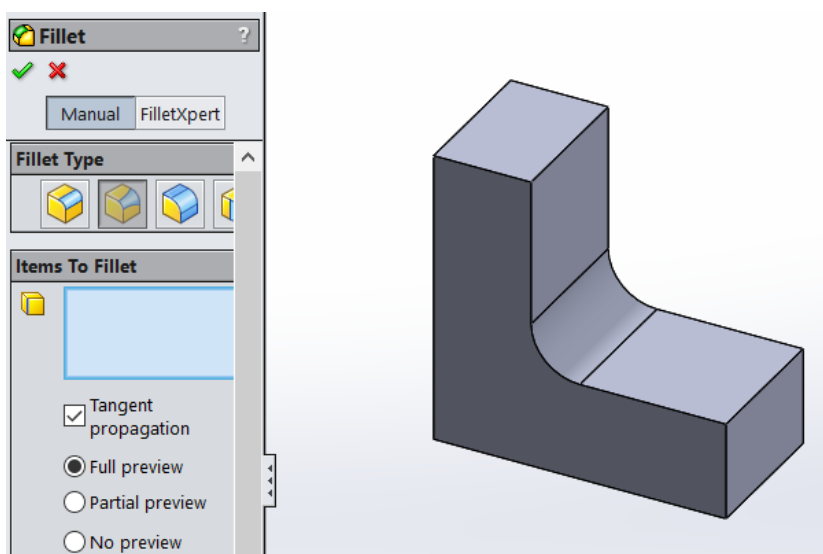 Fillet ?
Manual FilletXpert
Fillet Type
Items To Fillet
Tangent
propagation
Full preview
Partial preview
No preview